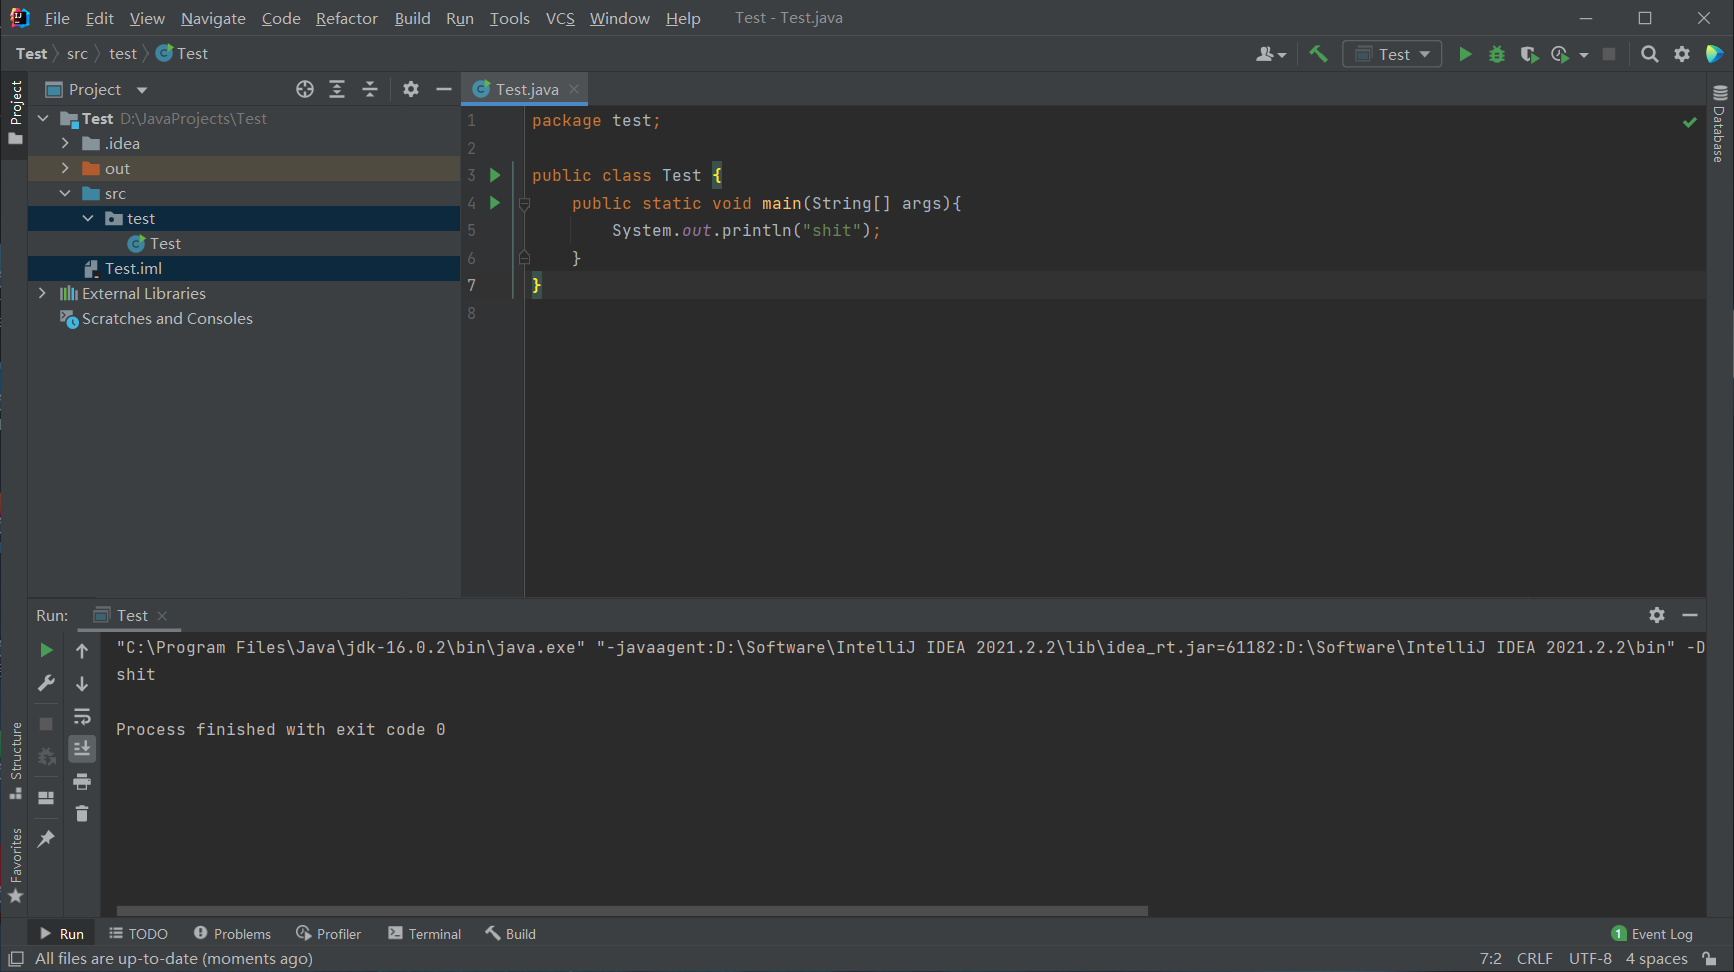 File Edit View Navigate Code Refactor Build Run Tools VCS Window Help Test - Test.java
Test src test Test
Test
Project
Project
Test.java
Database
Test D:\JavaProjects\Test
.idea
out
src
test
Test
Test.iml
External Libraries
Scratches and Consoles
1 package test;
2
3 public class Test {
4 public static void main(String[] args){
5 System.out.println("shit");
6 }
7 }
8
Run: Test
"C:\Program Files\Java\jdk-16.0.2\bin\java.exe" "-javaagent:D:\Software\IntelliJ IDEA 2021.2.2\lib\idea_rt.jar=61182:D:\Software\IntelliJ IDEA 2021.2.2\bin" -D
shit
Process finished with exit code 0
Structure
Favorites
Run TODO Problems Profiler Terminal Build 1 Event Log
All files are up-to-date (moments ago) 7:2 CRLF UTF-8 4 spaces